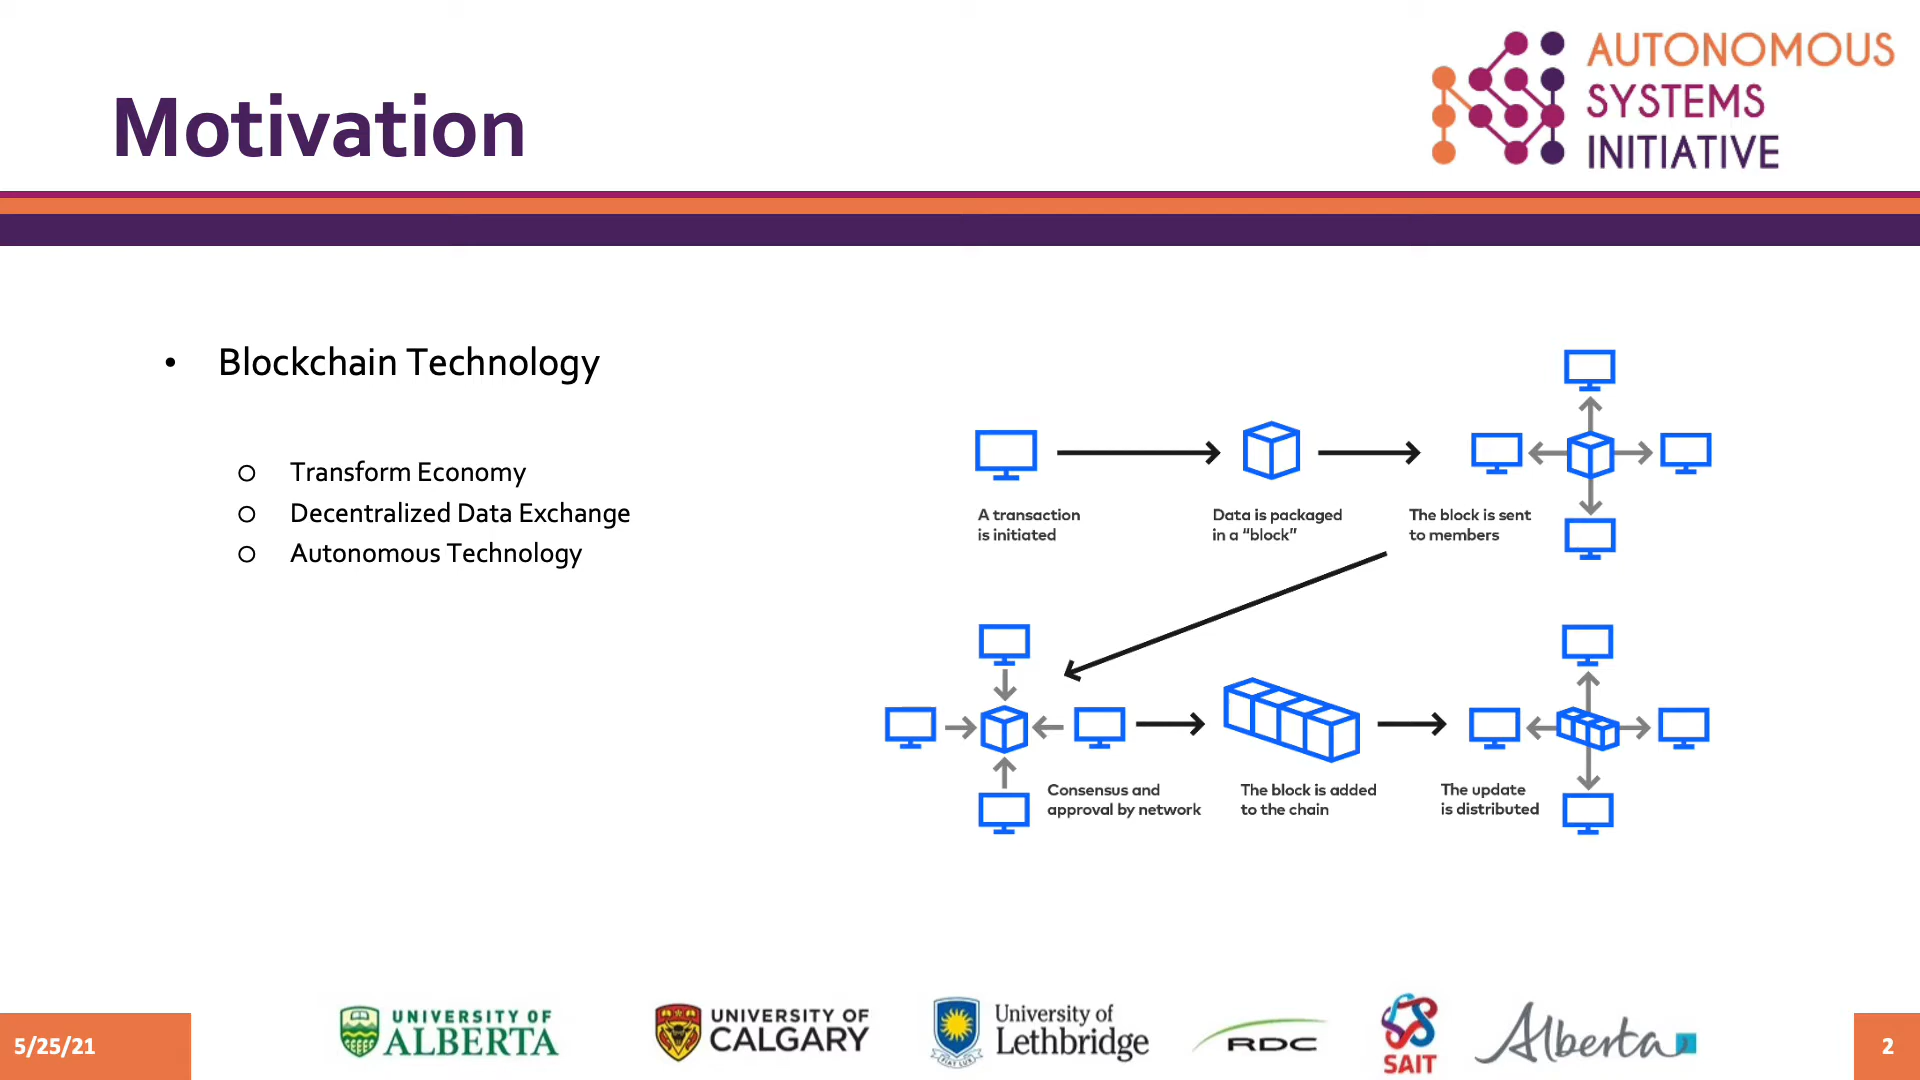 Motivation
AUTONOMOUS
SYSTEMS
INITIATIVE
• Blockchain Technology
○ Transform Economy
○ Decentralized Data Exchange
○ Autonomous Technology
A transaction
is initiated
Data is packaged
in a “block”
The block is sent
to members
Consensus and
approval by network
The block is added
to the chain
The update
is distributed
5/25/21
UNIVERSITY OF
ALBERTA
UNIVERSITY OF
CALGARY
University of
Lethbridge
FIAT LUX
RDC
SAIT
Alberta
2